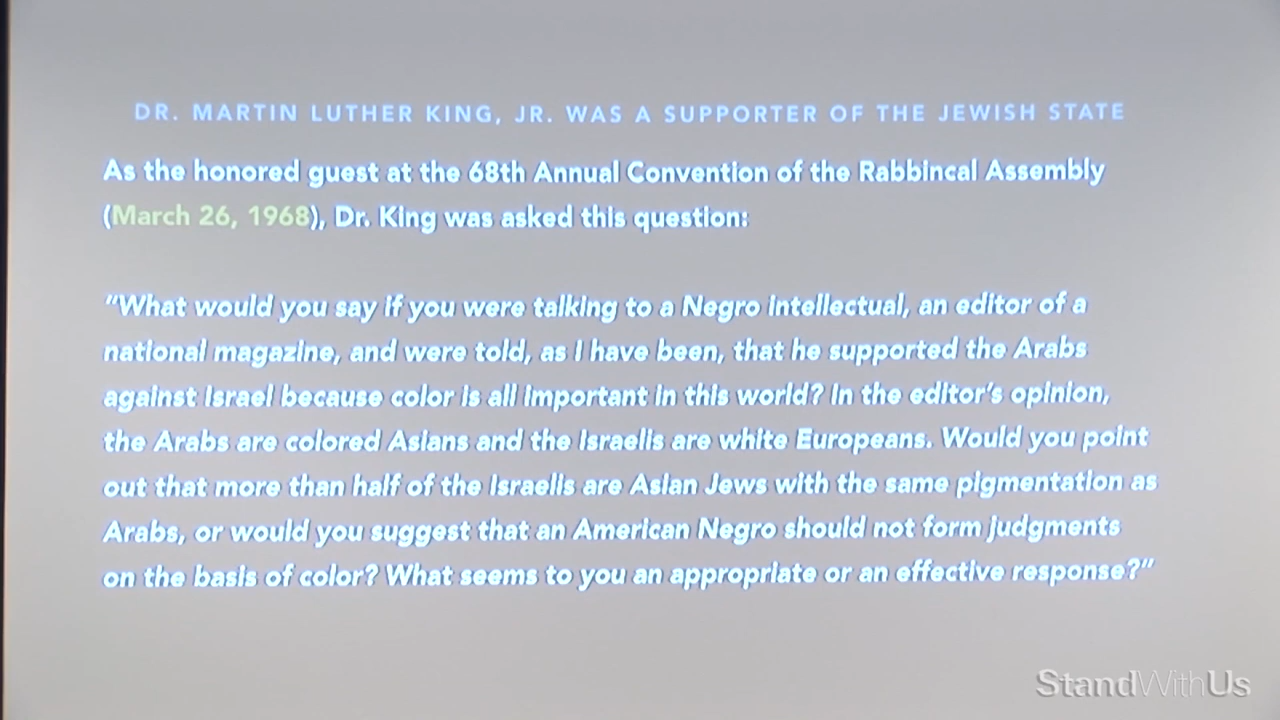 DR. MARTIN LUTHER KING, JR. WAS A SUPPORTER OF THE JEWISH STATE
As the honored guest at the 68th Annual Convention of the Rabbincal Assembly
(March 26, 1968), Dr. King was asked this question:
"What would you say if you were talking to a Negro intellectual, an editor of a
national magazine, and were told, as I have been, that he supported the Arabs
against Israel because color is all important in this world? In the editor's opinion,
the Arabs are colored Asians and the Israelis are white Europeans. Would you point
out that more than half of the Israelis are Asian Jews with the same pigmentation as
Arabs, or would you suggest that an American Negro should not form judgments
on the basis of color? What seems to you an appropriate or an effective response?"
StandWithUs